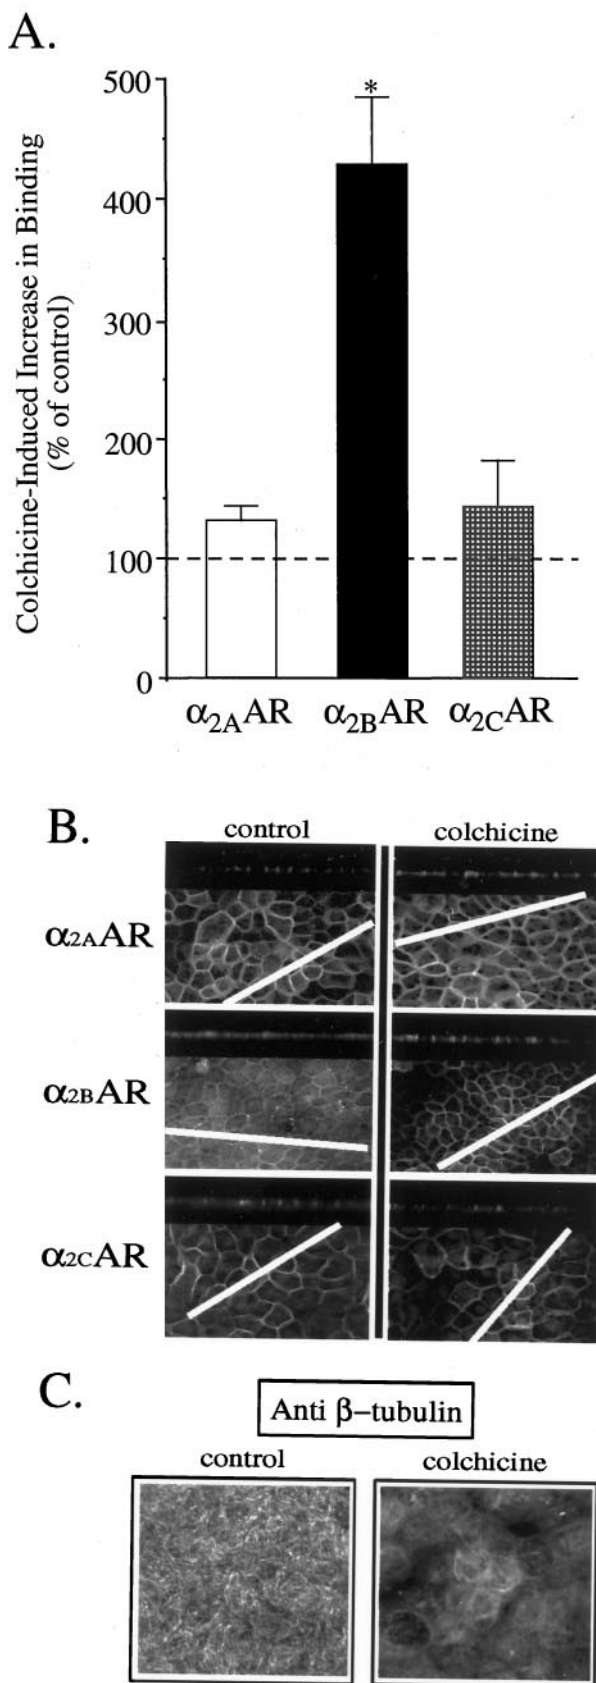 A.
Colchicine-Induced Increase in Binding
(% of control)
500
400
300
200
100
0
*
α2AAR
α2BAR
α2CAR
B.
control
colchicine
α2AAR
α2BAR
α2CAR
C.
Anti β–tubulin
control
colchicine